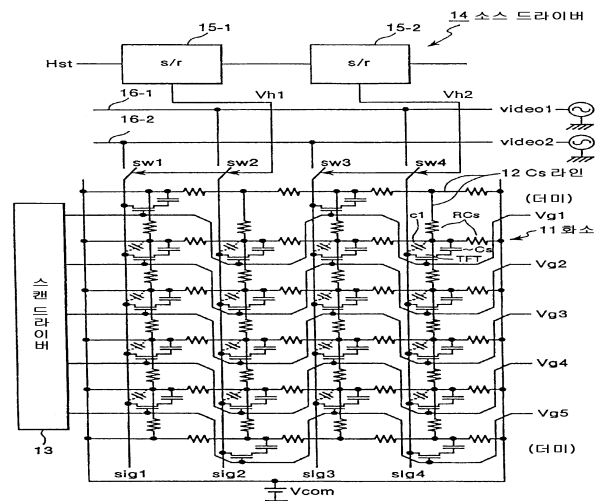 15-1
15-2
14 소스 드라이버
Hst
s/r
s/r
Vh1
Vh2
16-1
video1
16-2
video2
sw1
sw2
sw3
sw4
12 Cs 라인
(더미)
Vg1
c1
RCs
11 화소
Cs
TFT
Vg2
스캔 드라이버
Vg3
Vg4
Vg5
(더미)
13
sig1
sig2
sig3
sig4
Vcom